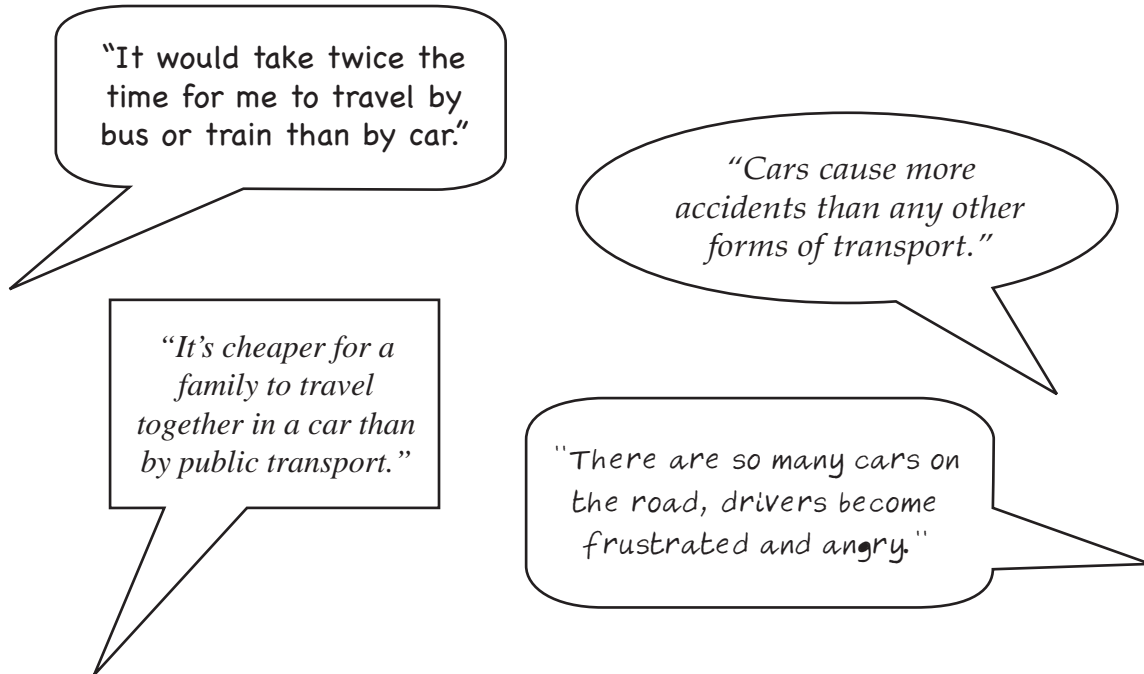 “It would take twice the
time for me to travel by
bus or train than by car.”
“Cars cause more
accidents than any other
forms of transport.”
“It’s cheaper for a
family to travel
together in a car than
by public transport.”
"There are so many cars on
the road, drivers become
frustrated and angry."